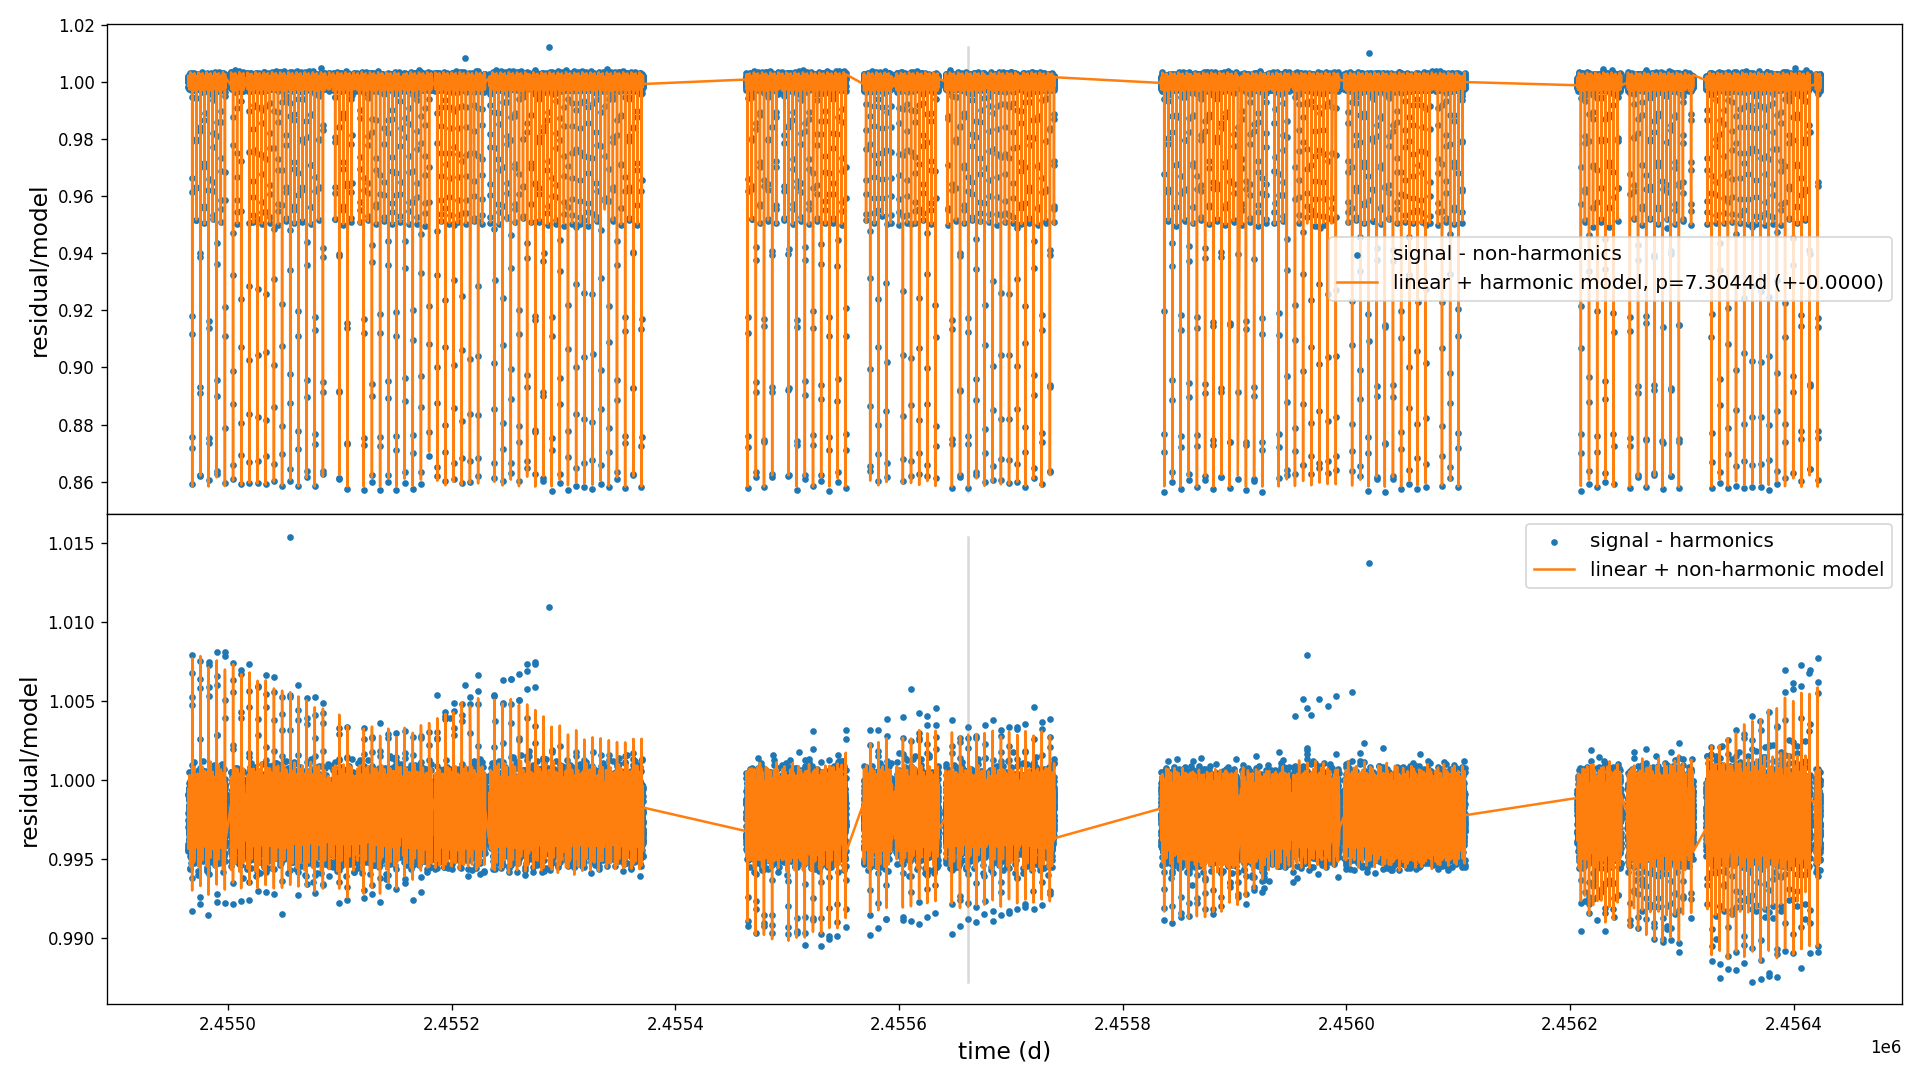 1.02
1.00
0.98
0.96
0.94
0.92
0.90
0.88
0.86
residual/model
signal - non-harmonics
linear + harmonic model, p=7.3044d (+-0.0000)
1.015
1.010
1.005
1.000
0.995
0.990
residual/model
signal - harmonics
linear + non-harmonic model
2.4550
2.4552
2.4554
2.4556
2.4558
2.4560
2.4562
2.4564
1e6
time (d)